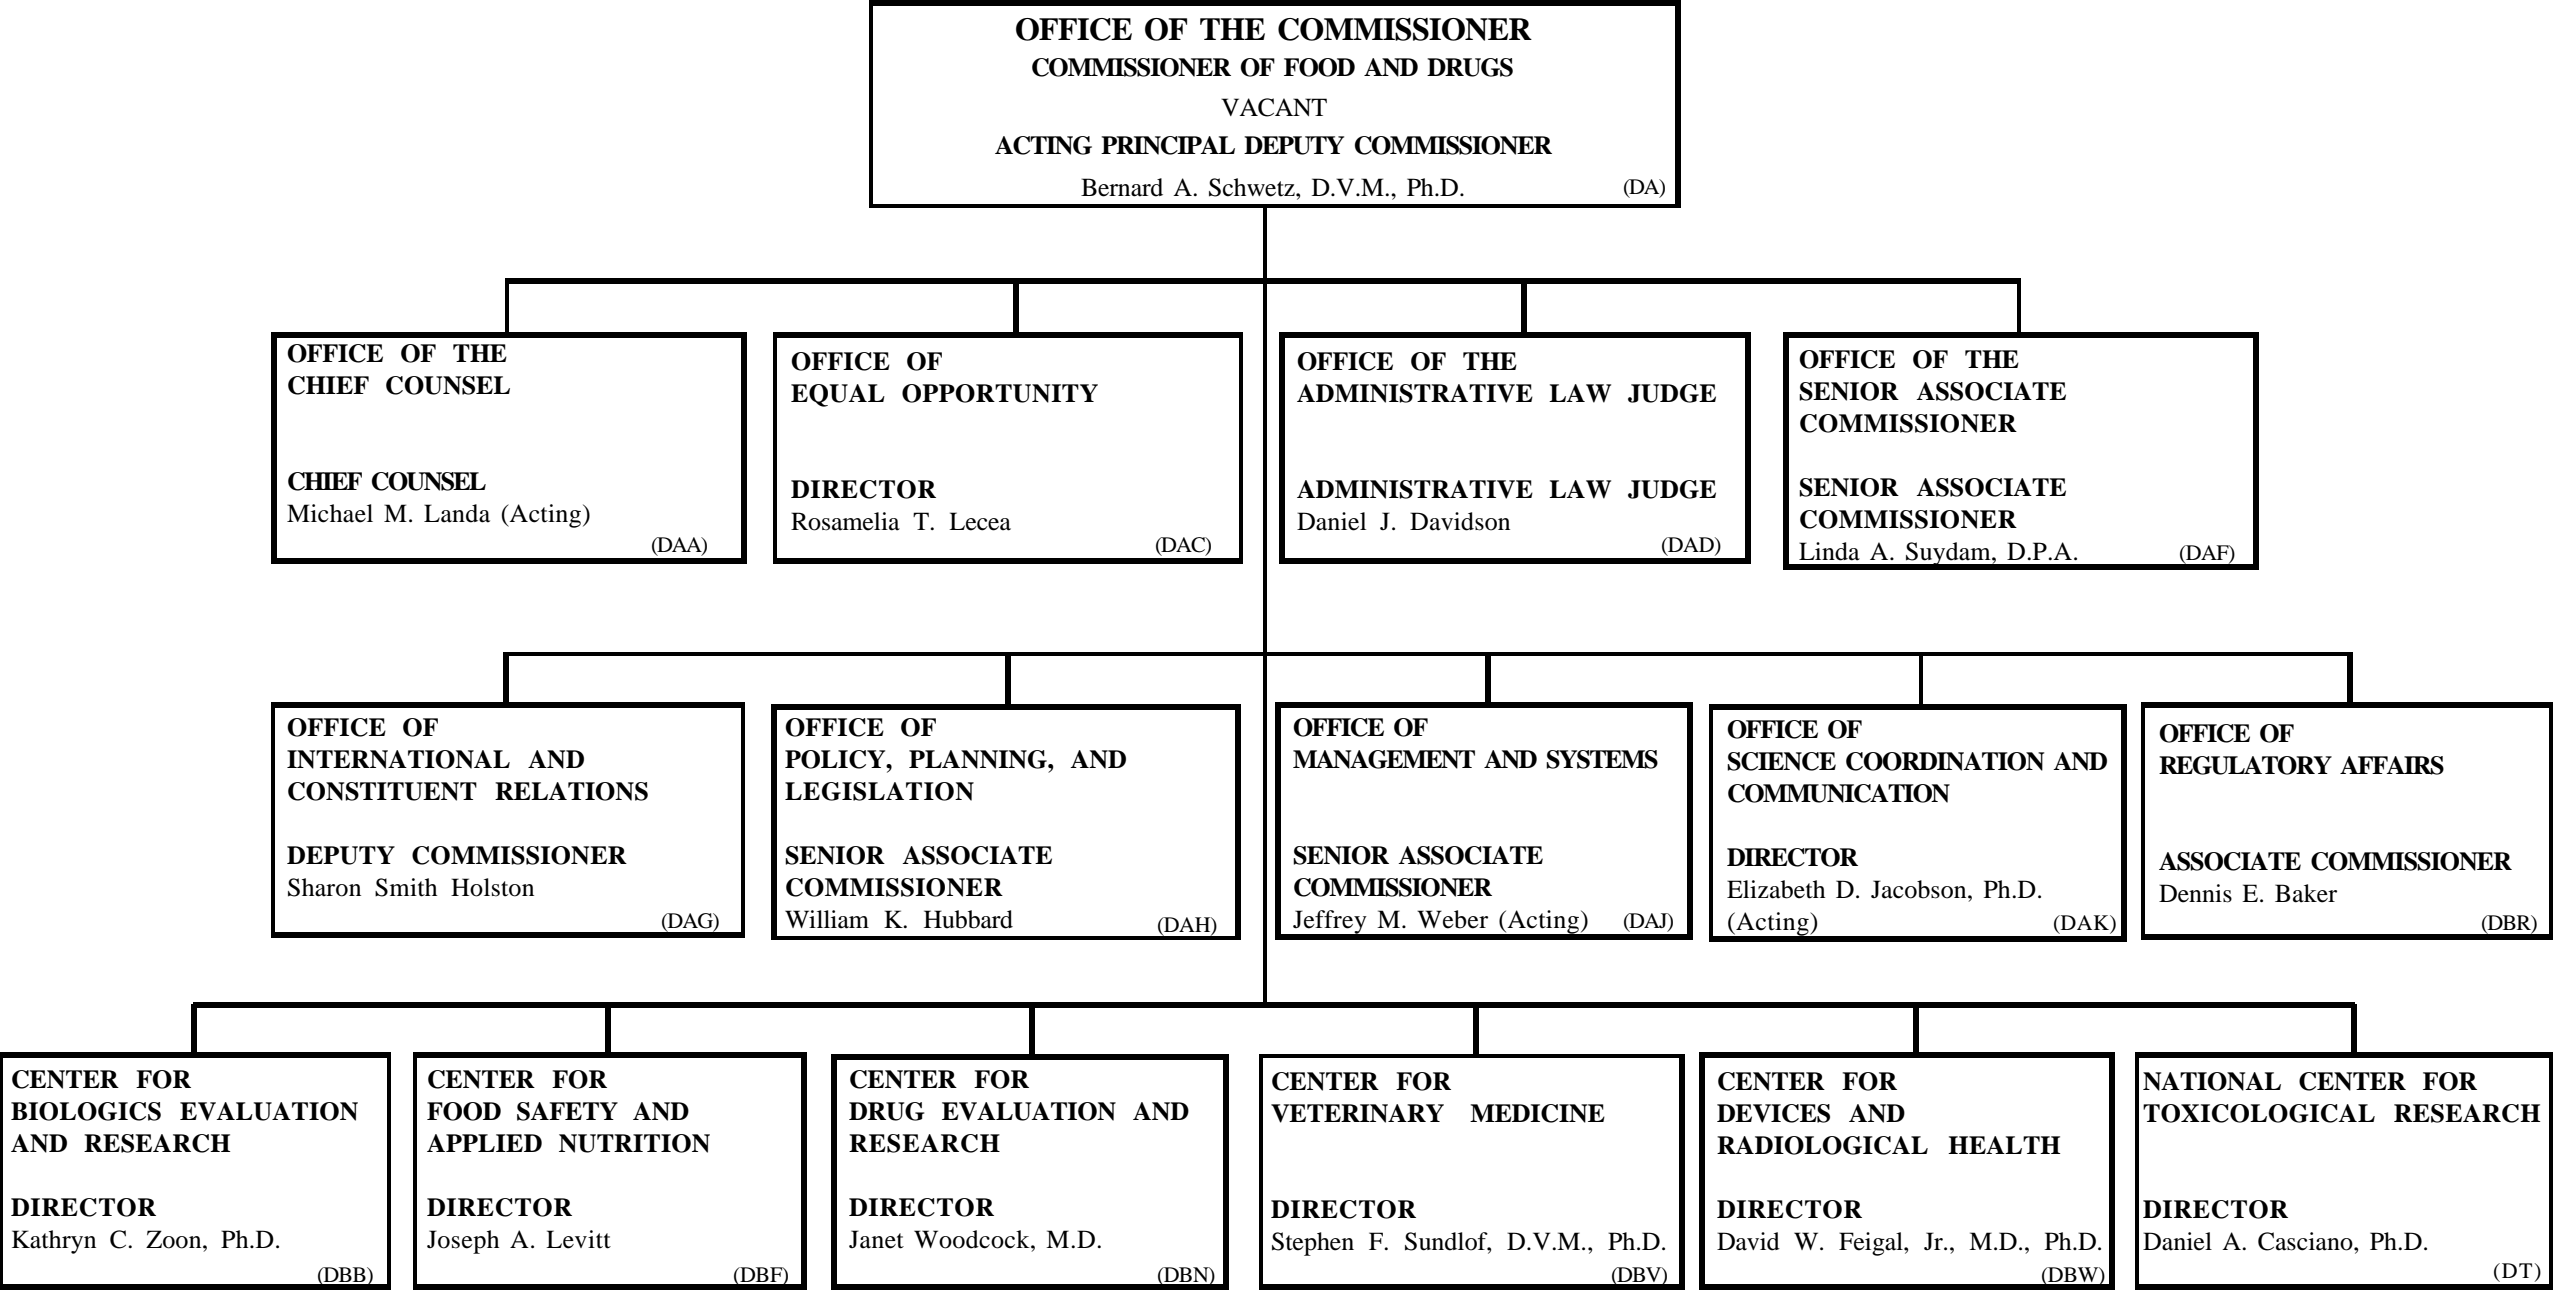 OFFICE OF THE COMMISSIONER
COMMISSIONER OF FOOD AND DRUGS
VACANT
ACTING PRINCIPAL DEPUTY COMMISSIONER
Bernard A. Schwetz, D.V.M., Ph.D.
(DA)
OFFICE OF THE
CHIEF COUNSEL
CHIEF COUNSEL
Michael M. Landa (Acting)
(DAA)
OFFICE OF
EQUAL OPPORTUNITY
DIRECTOR
Rosamelia T. Lecea
(DAC)
OFFICE OF THE
ADMINISTRATIVE LAW JUDGE
ADMINISTRATIVE LAW JUDGE
Daniel J. Davidson
(DAD)
OFFICE OF THE
SENIOR ASSOCIATE
COMMISSIONER
SENIOR ASSOCIATE
COMMISSIONER
Linda A. Suydam, D.P.A.
(DAF)
OFFICE OF
INTERNATIONAL AND
CONSTITUENT RELATIONS
DEPUTY COMMISSIONER
Sharon Smith Holston
(DAG)
OFFICE OF
POLICY, PLANNING, AND
LEGISLATION
SENIOR ASSOCIATE
COMMISSIONER
William K. Hubbard
(DAH)
OFFICE OF
MANAGEMENT AND SYSTEMS
SENIOR ASSOCIATE
COMMISSIONER
Jeffrey M. Weber (Acting)
(DAJ)
OFFICE OF
SCIENCE COORDINATION AND
COMMUNICATION
DIRECTOR
Elizabeth D. Jacobson, Ph.D.
(Acting)
(DAK)
OFFICE OF
REGULATORY AFFAIRS
ASSOCIATE COMMISSIONER
Dennis E. Baker
(DBR)
CENTER FOR
BIOLOGICS EVALUATION
AND RESEARCH
DIRECTOR
Kathryn C. Zoon, Ph.D.
(DBB)
CENTER FOR
FOOD SAFETY AND
APPLIED NUTRITION
DIRECTOR
Joseph A. Levitt
(DBF)
CENTER FOR
DRUG EVALUATION AND
RESEARCH
DIRECTOR
Janet Woodcock, M.D.
(DBN)
CENTER FOR
VETERINARY MEDICINE
DIRECTOR
Stephen F. Sundlof, D.V.M., Ph.D.
(DBV)
CENTER FOR
DEVICES AND
RADIOLOGICAL HEALTH
DIRECTOR
David W. Feigal, Jr., M.D., Ph.D.
(DBW)
NATIONAL CENTER FOR
TOXICOLOGICAL RESEARCH
DIRECTOR
Daniel A. Casciano, Ph.D.
(DT)